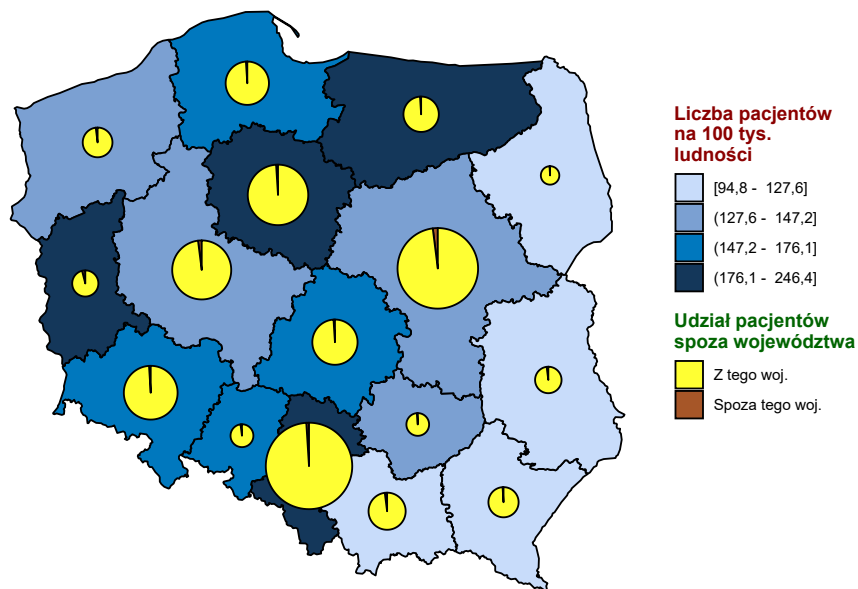 Liczba pacjentów
na 100 tys.
ludności
[94,8 - 127,6]
(127,6 - 147,2]
(147,2 - 176,1]
(176,1 - 246,4]
Udział pacjentów
spoza województwa
Z tego woj.
Spoza tego woj.